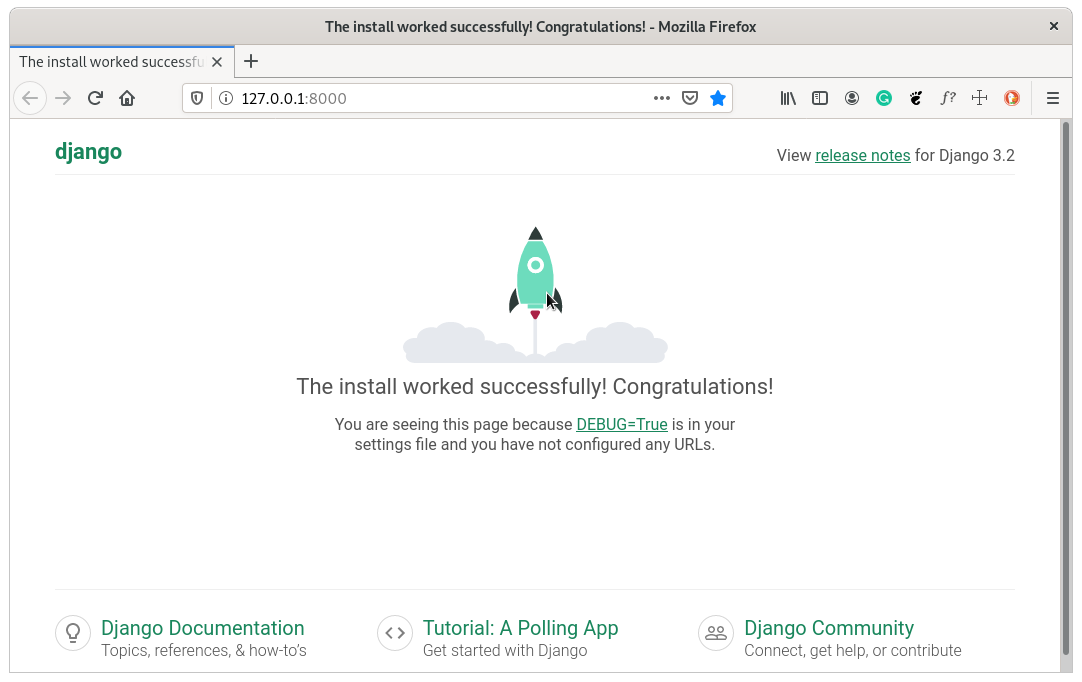 The install worked successfully! Congratulations! - Mozilla Firefox
The install worked successfu
127.0.0.1:8000
f?
django
View release notes for Django 3.2
The install worked successfully! Congratulations!
You are seeing this page because DEBUG=True is in your
settings file and you have not configured any URLs.
Django Documentation
Topics, references, & how-to’s
Tutorial: A Polling App
Get started with Django
Django Community
Connect, get help, or contribute